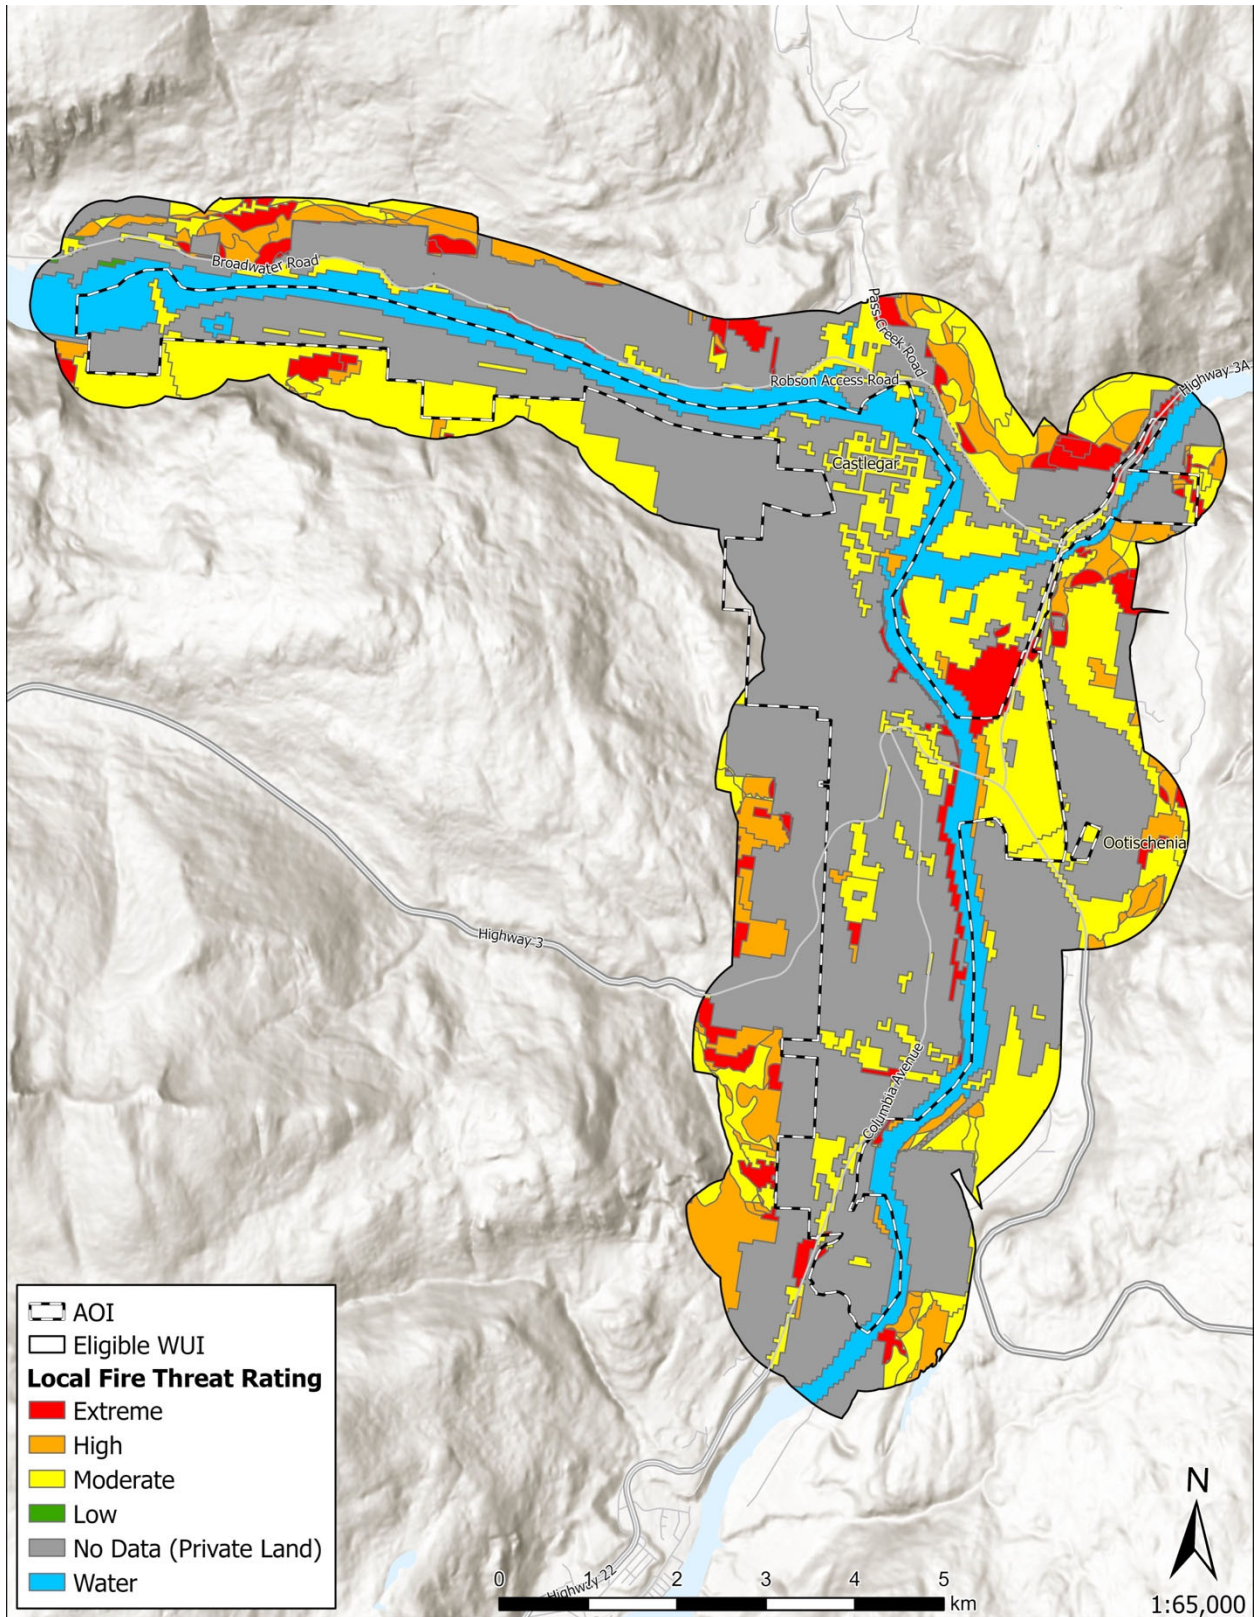 Broadwater Road
Pass Creek Road
Robson Access Road
Highway 3A
Castlegar
Ootischenia
Highway 3
Columbia Avenue
AOI
Eligible WUI
Local Fire Threat Rating
Extreme
High
Moderate
Low
No Data (Private Land)
Water
Highway 22
0 1 2 3 4 5
km
N
1:65,000